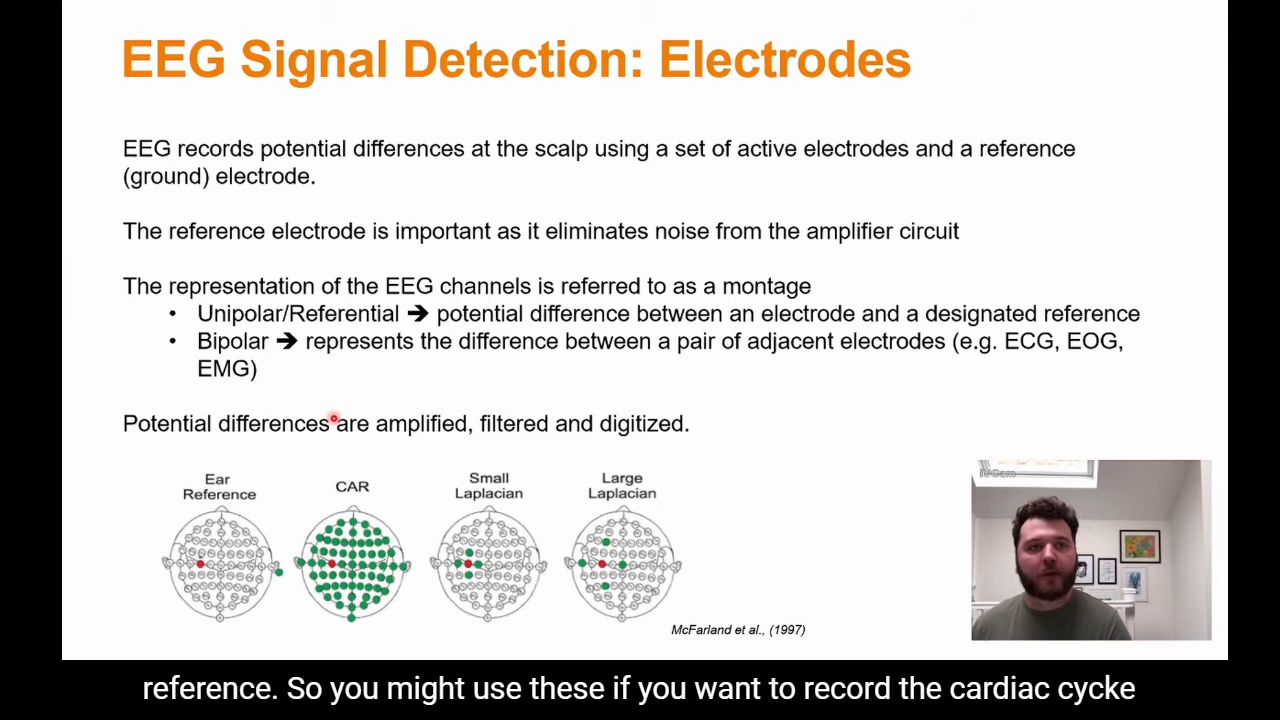 EEG Signal Detection: Electrodes
EEG records potential differences at the scalp using a set of active electrodes and a reference
(ground) electrode.
The reference electrode is important as it eliminates noise from the amplifier circuit
The representation of the EEG channels is referred to as a montage
• Unipolar/Referential ➔ potential difference between an electrode and a designated reference
• Bipolar ➔ represents the difference between a pair of adjacent electrodes (e.g. ECG, EOG,
EMG)
Potential differences are amplified, filtered and digitized.
Ear
Reference
CAR
Small
Laplacian
Large
Laplacian
McFarland et al., (1997)
reference. So you might use these if you want to record the cardiac cycke